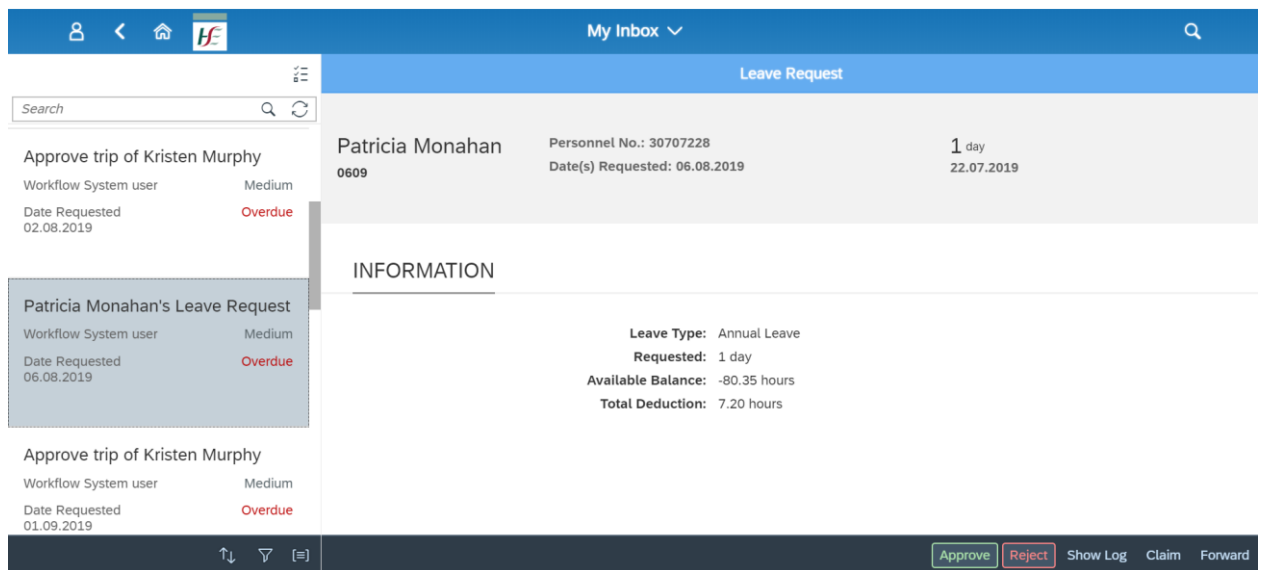 My Inbox
Leave Request
Search
Approve trip of Kristen Murphy
Workflow System user Medium
Date Requested Overdue
02.08.2019
Patricia Monahan's Leave Request
Workflow System user Medium
Date Requested Overdue
06.08.2019
Approve trip of Kristen Murphy
Workflow System user Medium
Date Requested Overdue
01.09.2019
Patricia Monahan Personnel No.: 30707228 1 day
0609 Date(s) Requested: 06.08.2019 22.07.2019
INFORMATION
Leave Type: Annual Leave
Requested: 1 day
Available Balance: -80.35 hours
Total Deduction: 7.20 hours
Approve Reject Show Log Claim Forward